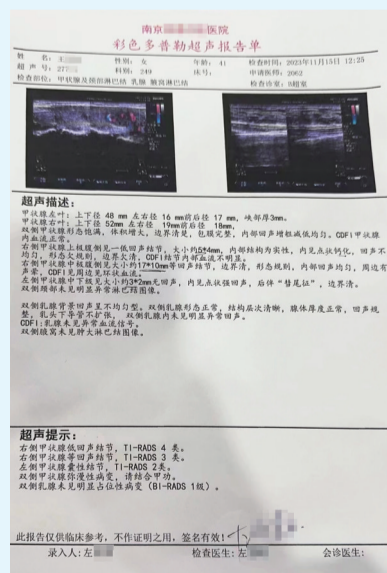 南京 医院
彩色多普勒超声报告单
姓 名: 王 性别: 女 年龄: 41 检查时间: 2023年11月15日 12:25
超 声 号: 27 科别: 249 床号: 申请医师: 2062
检查部位: 甲状腺及颈部淋巴结 乳腺 腋窝淋巴结 检查诊室: 9超室
超声描述:
甲状腺左叶: 上下径 48 mm 左右径 16 mm前后径 17 mm, 峡部厚3mm。
甲状腺右叶: 上下径 52mm 左右径 19mm前后径 18mm,
双侧甲状腺形态饱满, 体积增大, 边界清晰, 包膜完整, 内部回声增粗减低不均匀。CDFI甲状腺
内血流正常。
右侧甲状腺上极腹侧见一低回声结节, 大小约5*4mm, 内部结构为实性, 内见点状钙化, 回声不
均匀, 形态欠规则, 边界欠清, CDFI结节内部血流不明显。
右侧甲状腺中极腹侧见大小约17*10mm等回声结节, 边界清, 形态规则, 内部回声均匀, 周边有
声晕, CDFI见周边见环状血流。
左侧甲状腺中下极见大小约3*2mm无回声, 内见点状强回声, 后伴“彗尾征”, 边界清。
双侧颈部未见明显异常淋巴结图像。
双侧乳腺背景回声呈不均匀型。双侧乳腺形态正常, 结构层次清晰, 腺体厚度正常, 回声规
整, 乳头下导管不扩张, 双侧乳腺内未见明显异常回声。
CDFI: 乳腺未见异常血流信号。
双侧腋窝未见肿大淋巴结图像。
超声提示:
右侧甲状腺低回声结节, TI-RADS 4 类。
右侧甲状腺等回声结节, TI-RADS 3 类。
左侧甲状腺囊性结节, TI-RADS 2类。
双侧甲状腺弥漫性病变, 请结合甲功。
双侧乳腺未见明显占位性病变 (BI-RADS 1级)。
此报告仅供临床参考, 不作证明之用, 签名有效!
录入人: 左 检查医生: 左 会诊医生: